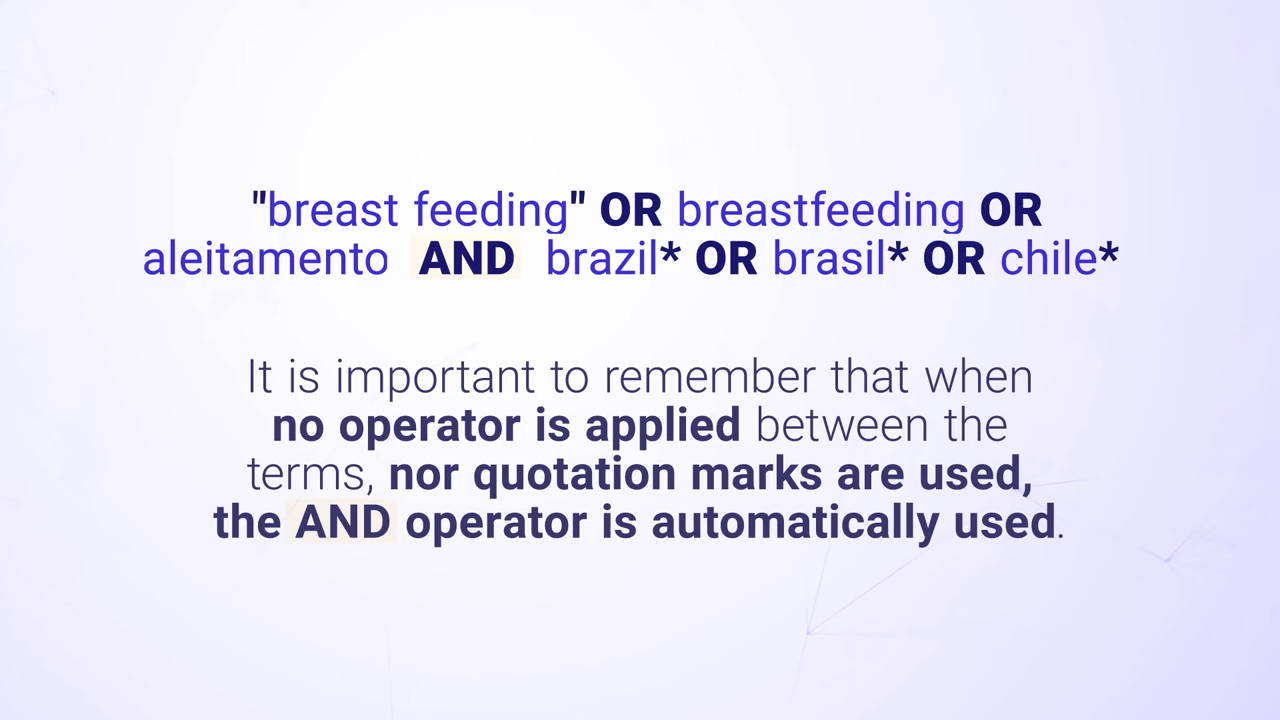 "breast feeding" OR breastfeeding OR
aleitamento AND brazil* OR brasil* OR chile*
It is important to remember that when
no operator is applied between the
terms, nor quotation marks are used,
the AND operator is automatically used.